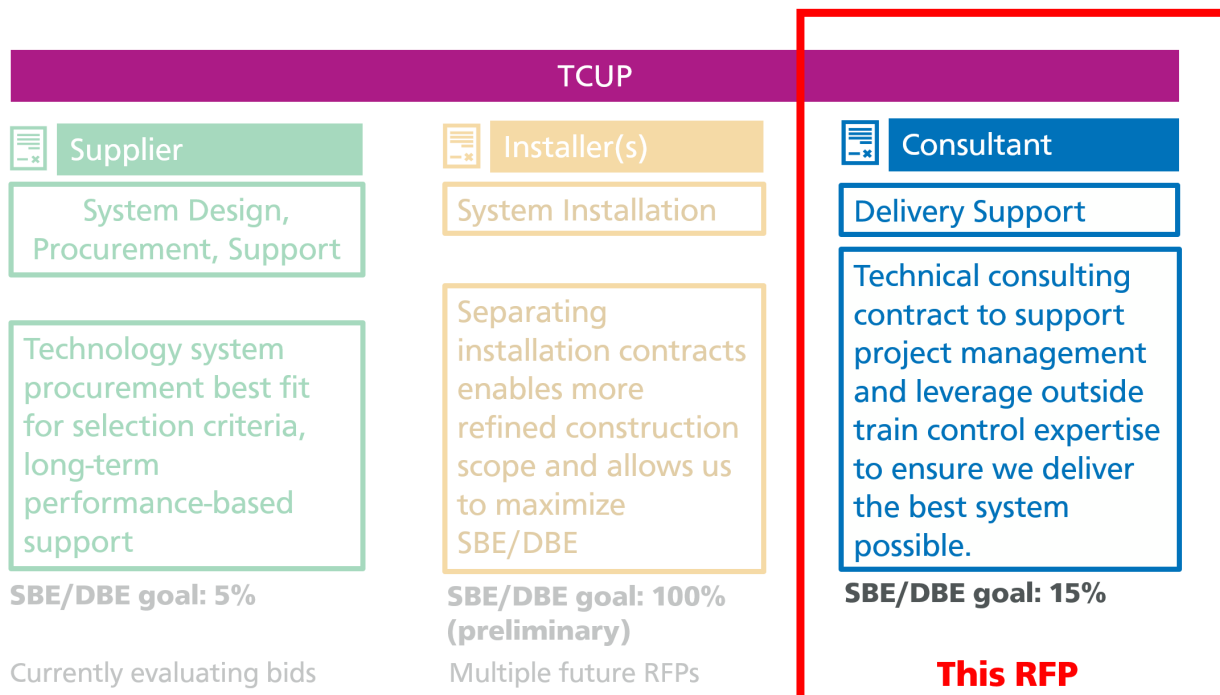 TCUP
Supplier
System Design,
Procurement, Support
Technology system
procurement best fit
for selection criteria,
long-term
performance-based
support
SBE/DBE goal: 5%
Currently evaluating bids
Installer(s)
System Installation
Separating
installation contracts
enables more
refined construction
scope and allows us
to maximize
SBE/DBE
SBE/DBE goal: 100%
(preliminary)
Multiple future RFPs
Consultant
Delivery Support
Technical consulting
contract to support
project management
and leverage outside
train control expertise
to ensure we deliver
the best system
possible.
SBE/DBE goal: 15%
This RFP